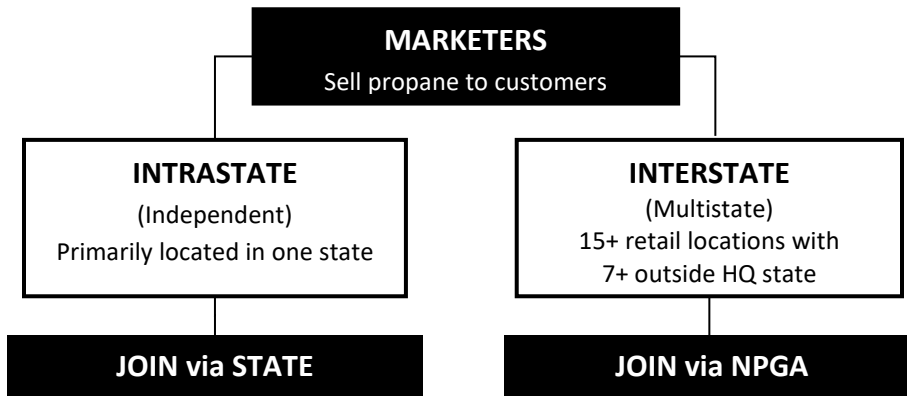 MARKETERS
Sell propane to customers
INTRASTATE
(Independent)
Primarily located in one state
JOIN via STATE
INTERSTATE
(Multistate)
15+ retail locations with
7+ outside HQ state
JOIN via NPGA